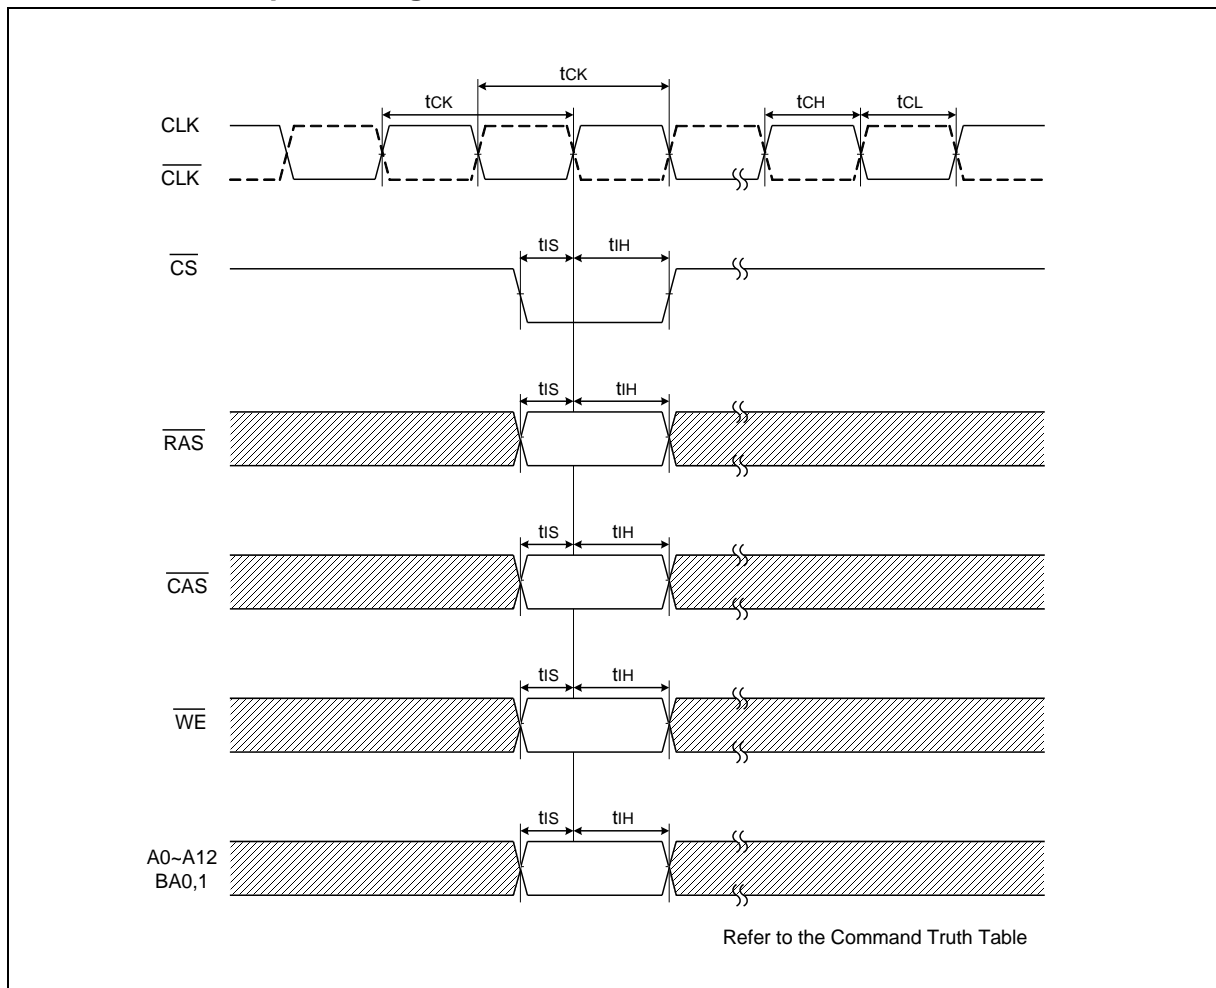 tCK
tCK
tCH
tCL
CLK
CLK
tIS
tIH
CS
tIS
tIH
RAS
tIS
tIH
CAS
tIS
tIH
WE
tIS
tIH
A0~A12
BA0,1
Refer to the Command Truth Table